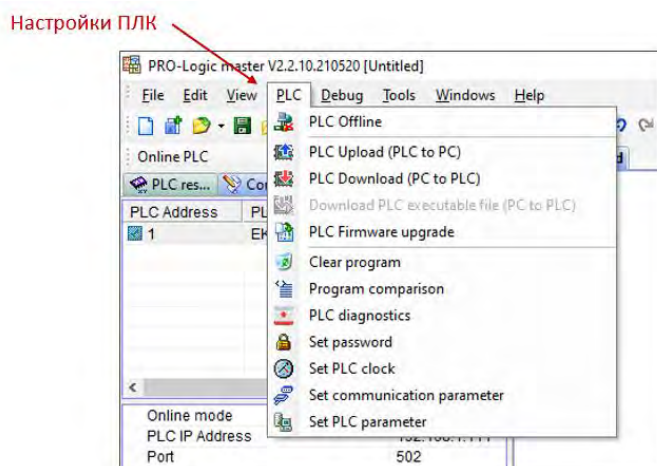 Настройки ПЛК
PRO-Logic master V2.2.10.210520 [Untitled]
File Edit View PLC Debug Tools Windows Help
PLC Offline
Online PLC
PLC Upload (PLC to PC)
PLC res...
PLC Download (PC to PLC)
PLC Address
Download PLC executable file (PC to PLC)
1
PLC Firmware upgrade
Clear program
Program comparison
PLC diagnostics
Set password
Set PLC clock
Set communication parameter
Online mode
Set PLC parameter
PLC IP Address
Port 502